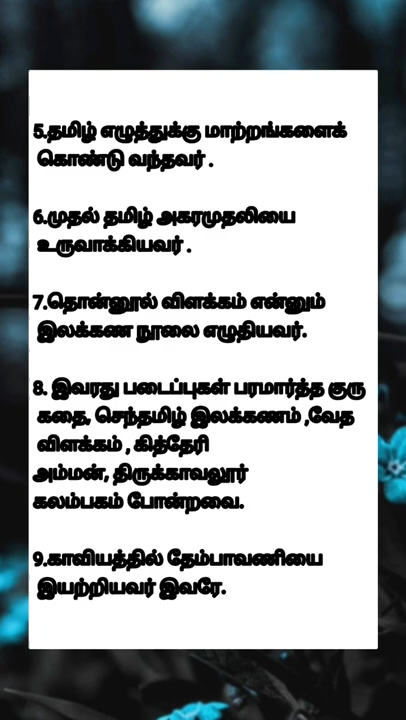 5.தமிழ் எழுத்துக்கு மாற்றங்களைக்
கொண்டு வந்தவர் .
6.முதல் தமிழ் அகரமுதலியை
உருவாக்கியவர் .
7.தொன்னூல் விளக்கம் என்னும்
இலக்கண நூலை எழுதியவர்.
8. இவரது படைப்புகள் பரமார்த்த குரு
கதை, செந்தமிழ் இலக்கணம் ,வேத
விளக்கம் , கித்தேரி
அம்மன், திருக்காவலூர்
கலம்பகம் போன்றவை.
9.காவியத்தில் தேம்பாவணியை
இயற்றியவர் இவரே.